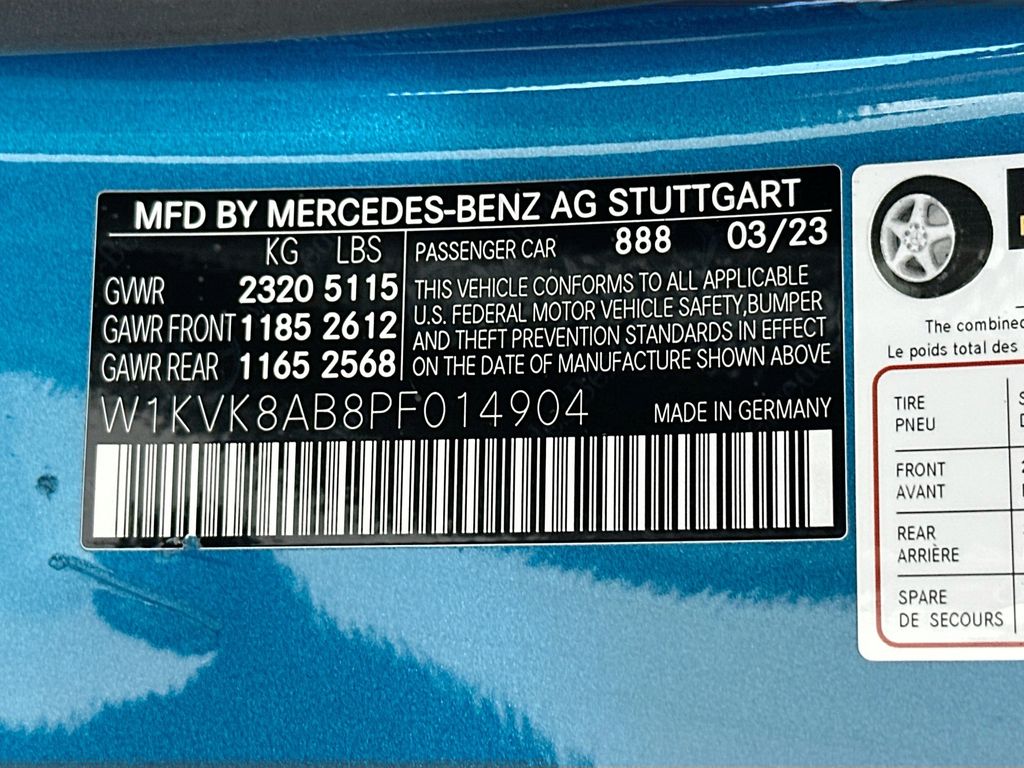 MFD BY MERCEDES-BENZ AG STUTTGART
KG LBS
GVWR 2320 5115
GAWR FRONT 1185 2612
GAWR REAR 1165 2568
PASSENGER CAR 888 03/23
THIS VEHICLE CONFORMS TO ALL APPLICABLE
U.S. FEDERAL MOTOR VEHICLE SAFETY,BUMPER
AND THEFT PREVENTION STANDARDS IN EFFECT
ON THE DATE OF MANUFACTURE SHOWN ABOVE
W1KVK8AB8PF014904 MADE IN GERMANY
The combined
Le poids total des
TIRE
PNEU
FRONT
AVANT
REAR
ARRIÈRE
SPARE
DE SECOURS